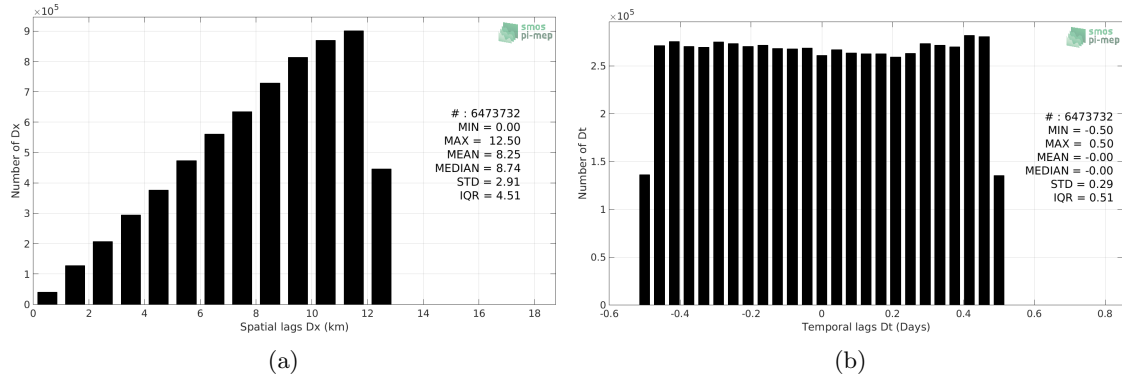 ×10⁵
9
8
7
6
5
4
3
2
1
0
Number of Dx
0 2 4 6 8 10 12 14 16 18
Spatial lags Dx (km)
smos
pi-mep
# : 6473732
MIN = 0.00
MAX = 12.50
MEAN = 8.25
MEDIAN = 8.74
STD = 2.91
IQR = 4.51
(a)
×10⁵
2.5
2
1.5
1
0.5
0
Number of Dt
-0.6 -0.4 -0.2 0 0.2 0.4 0.6 0.8
Temporal lags Dt (Days)
smos
pi-mep
# : 6473732
MIN = -0.50
MAX = 0.50
MEAN = -0.00
MEDIAN = -0.00
STD = 0.29
IQR = 0.51
(b)